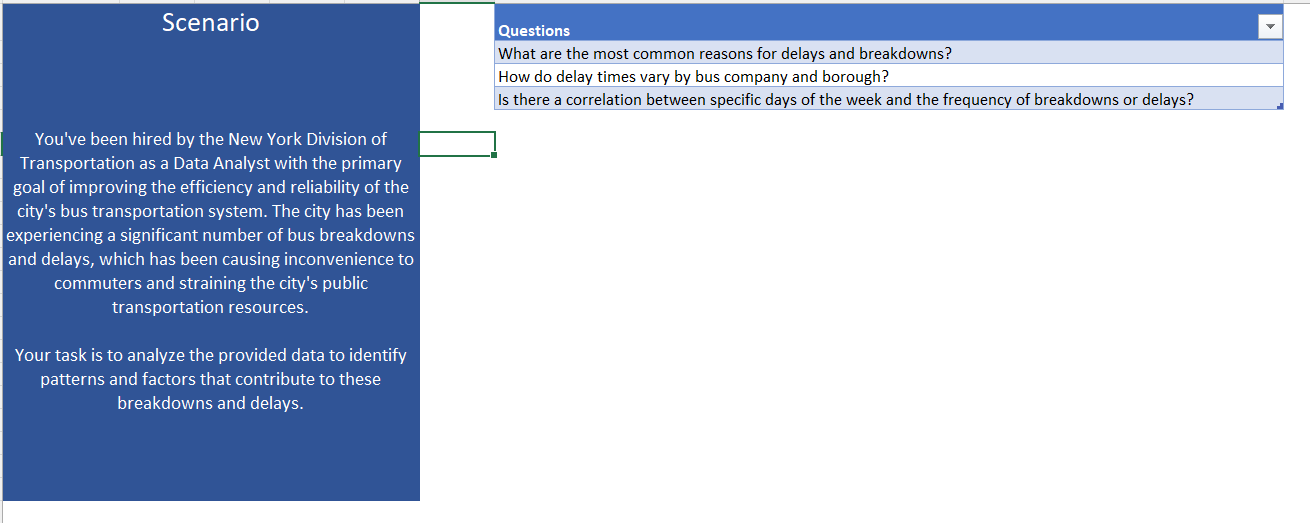 Scenario
You've been hired by the New York Division of
Transportation as a Data Analyst with the primary
goal of improving the efficiency and reliability of the
city's bus transportation system. The city has been
experiencing a significant number of bus breakdowns
and delays, which has been causing inconvenience to
commuters and straining the city's public
transportation resources.
Your task is to analyze the provided data to identify
patterns and factors that contribute to these
breakdowns and delays.
Questions
What are the most common reasons for delays and breakdowns?
How do delay times vary by bus company and borough?
Is there a correlation between specific days of the week and the frequency of breakdowns or delays?